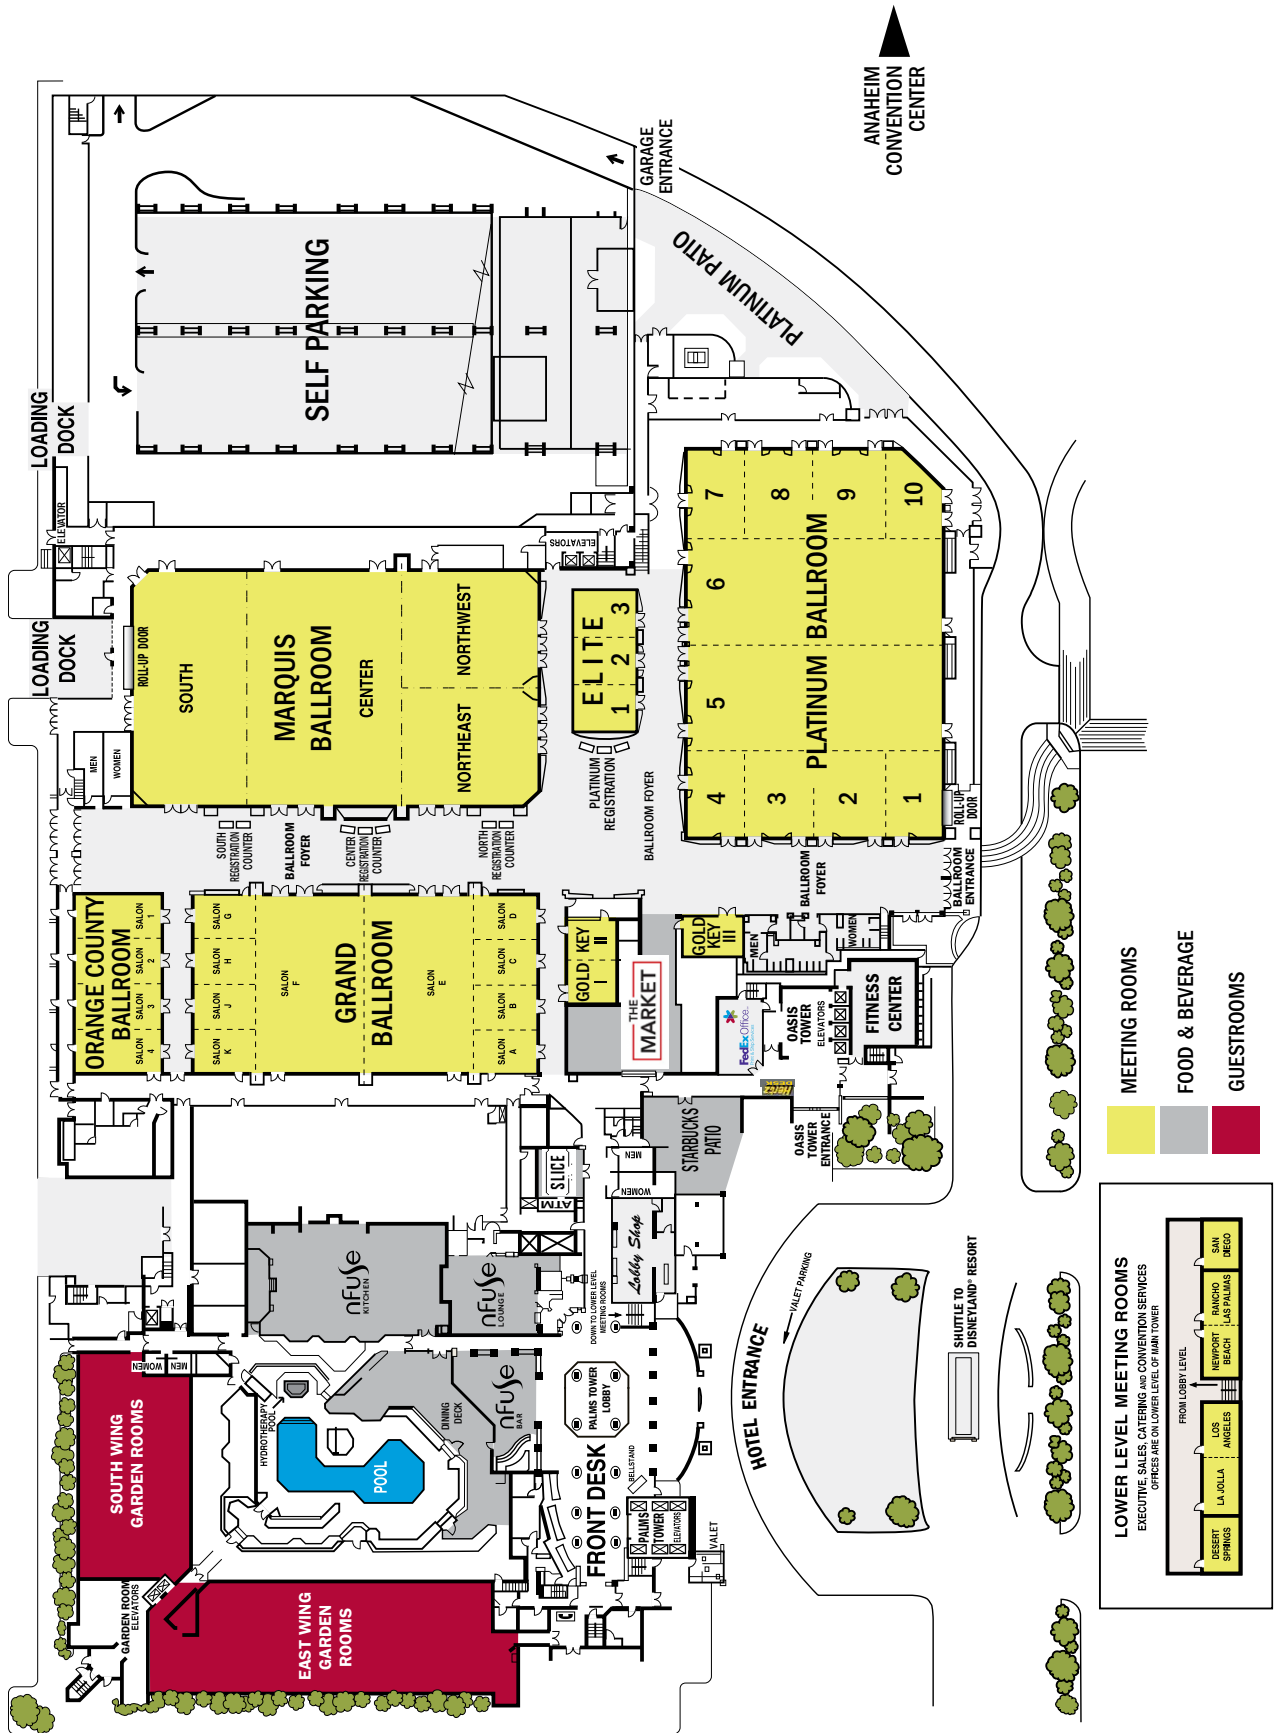 ANAHEIM
CONVENTION
CENTER
GARAGE
ENTRANCE
PLATINUM PATIO
SELF PARKING
LOADING
DOCK
ELEVATOR
ELEVATORS
LOADING
DOCK
ROLL-UP DOOR
SOUTH
MARQUIS
BALLROOM
CENTER
NORTHWEST
NORTHEAST
ELITE
1
2
3
PLATINUM
REGISTRATION
BALLROOM FOYER
PLATINUM BALLROOM
1
2
3
4
5
6
7
8
9
10
ROLL-UP
DOOR
BALLROOM
ENTRANCE
BALLROOM
FOYER
MEN
WOMEN
SOUTH
REGISTRATION
COUNTER
BALLROOM
FOYER
CENTER
REGISTRATION
COUNTER
NORTH
REGISTRATION
COUNTER
ORANGE COUNTY
BALLROOM
SALON
1
SALON
2
SALON
3
SALON
4
GRAND
BALLROOM
SALON
G
SALON
H
SALON
J
SALON
K
SALON
F
SALON
E
SALON
D
SALON
C
SALON
B
SALON
A
GOLD KEY
I
II
GOLD
KEY
III
THE
MARKET
MEN
WOMEN
FedEx Office.
OASIS
TOWER
ELEVATORS
FITNESS
CENTER
Hertz
DESK
OASIS
TOWER
ENTRANCE
STARBUCKS
PATIO
MEN
WOMEN
SLICE
ATM
Lobby Shop
nFuse
KITCHEN
nFuse
LOUNGE
DOWN TO LOWER LEVEL
MEETING ROOMS
nFuse
BAR
DINING
DECK
PALMS TOWER
LOBBY
HYDROTHERAPY
POOL
POOL
WOMEN
MEN
SOUTH WING
GARDEN ROOMS
GARDEN ROOM
ELEVATORS
EAST WING
GARDEN
ROOMS
FRONT DESK
BELLSTAND
PALMS
TOWER
ELEVATORS
VALET
HOTEL ENTRANCE
VALET PARKING
SHUTTLE TO
DISNEYLAND® RESORT
MEETING ROOMS
FOOD & BEVERAGE
GUESTROOMS
LOWER LEVEL MEETING ROOMS
EXECUTIVE, SALES, CATERING AND CONVENTION SERVICES
OFFICES ARE ON LOWER LEVEL OF MAIN TOWER
FROM LOBBY LEVEL
DESERT
SPRINGS
LA JOLLA
LOS
ANGELES
NEWPORT
BEACH
RANCHO
LAS PALMAS
SAN
DIEGO